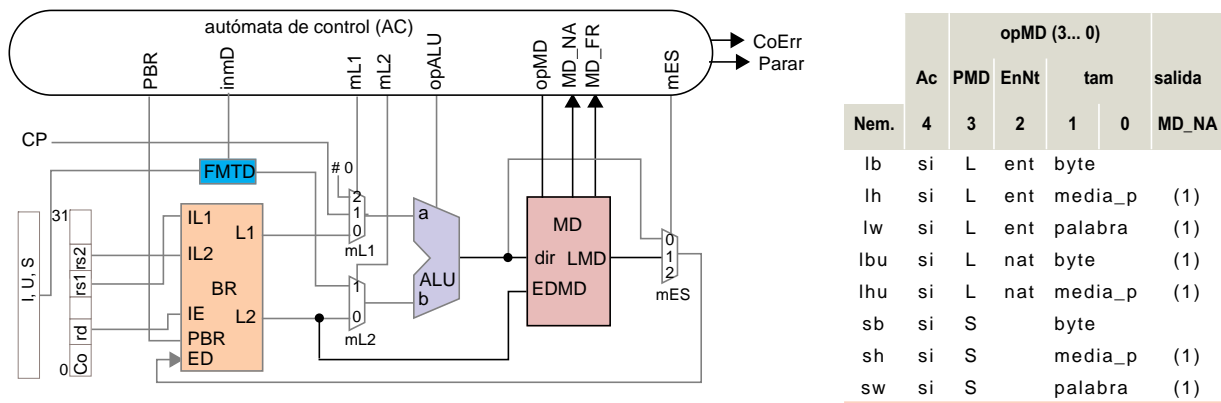 autómata de control (AC)
CoErr
Parar
PBR
inmD
mL1
mL2
opALU
opMD
MD_NA
MD_FR
mES
CP
FMTD
# 0
2
1
0
mL1
a
b
ALU
1
0
mL2
31
0
I, U, S
rs2
rs1
rd
Co
IL1
IL2
L1
BR
IE
L2
PBR
ED
MD
dir LMD
EDMD
0
1
2
mES
opMD (3... 0)
Ac PMD EnNt tam salida
Nem. 4 3 2 1 0 MD_NA
lb si L ent byte
lh si L ent media_p (1)
lw si L ent palabra (1)
lbu si L nat byte (1)
lhu si L nat media_p (1)
sb si S byte
sh si S media_p (1)
sw si S palabra (1)